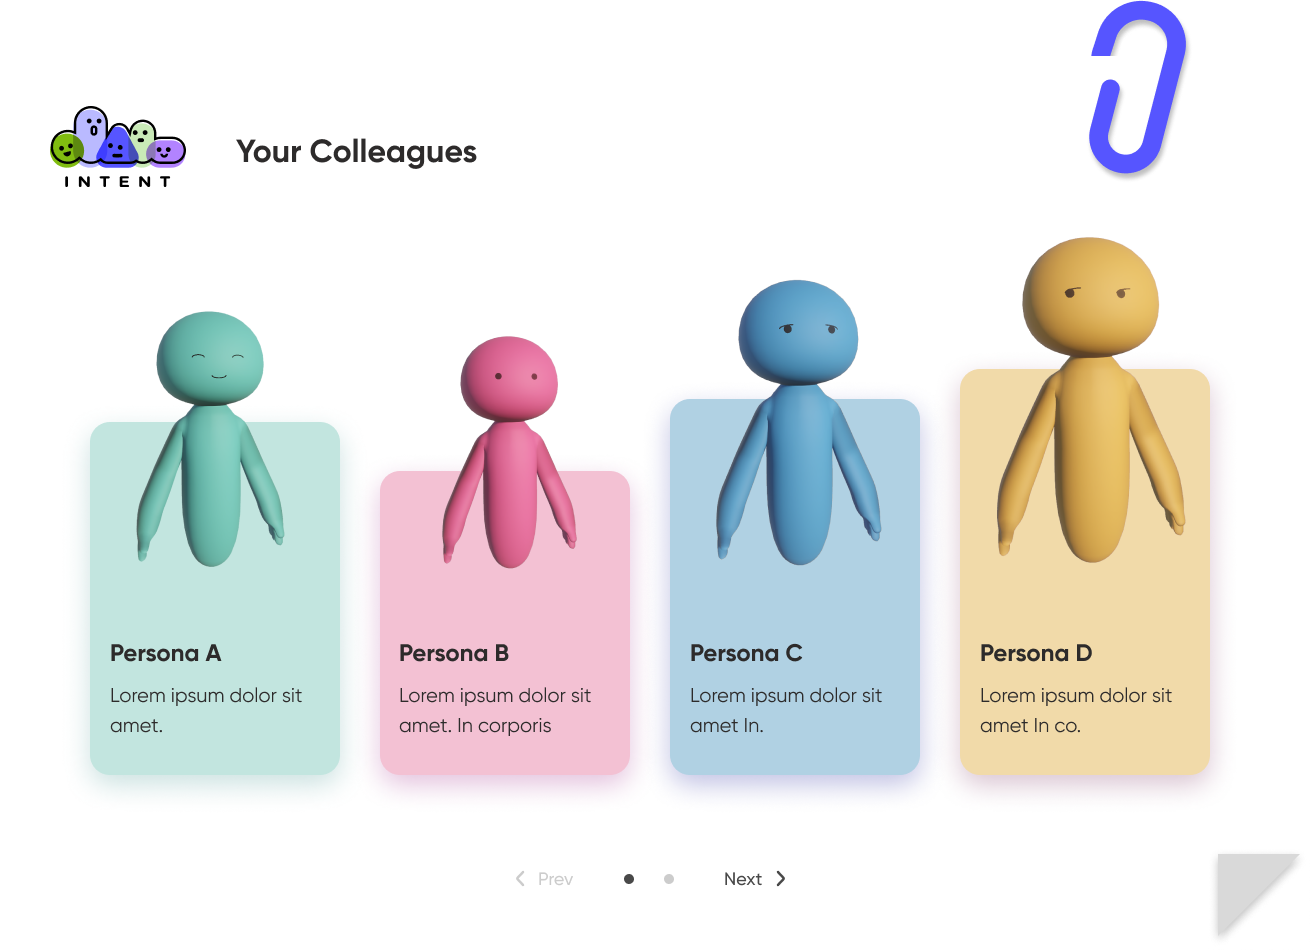 INTENT
Your Colleagues
Persona A
Lorem ipsum dolor sit
amet.
Persona B
Lorem ipsum dolor sit
amet. In corporis
Persona C
Lorem ipsum dolor sit
amet In.
Persona D
Lorem ipsum dolor sit
amet In co.
Prev
Next